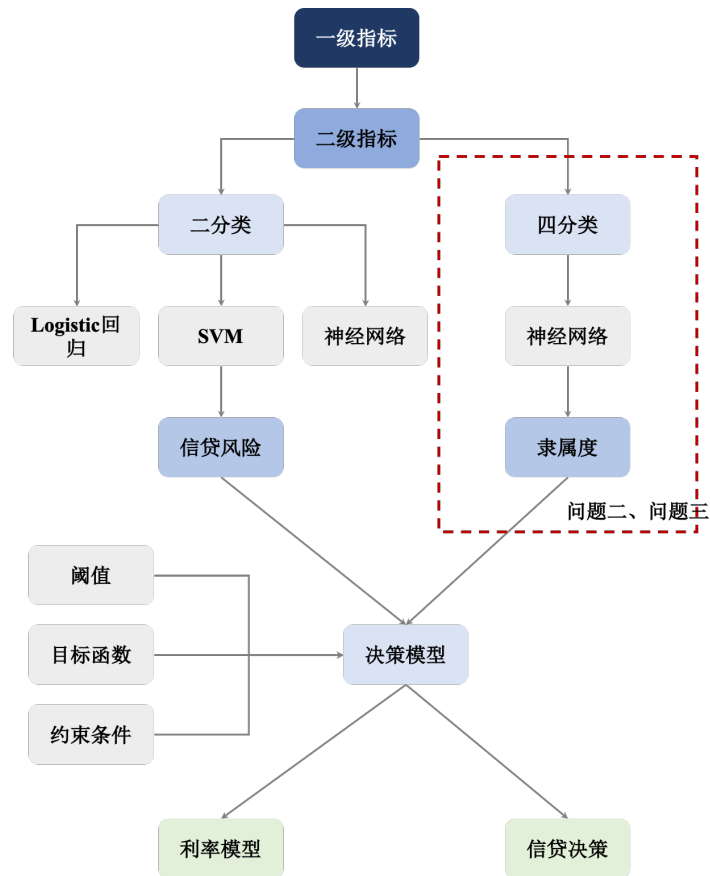 一级指标
二级指标
二分类
四分类
Logistic回
归
SVM
神经网络
神经网络
信贷风险
隶属度
问题二、问题三
阈值
目标函数
决策模型
约束条件
利率模型
信贷决策